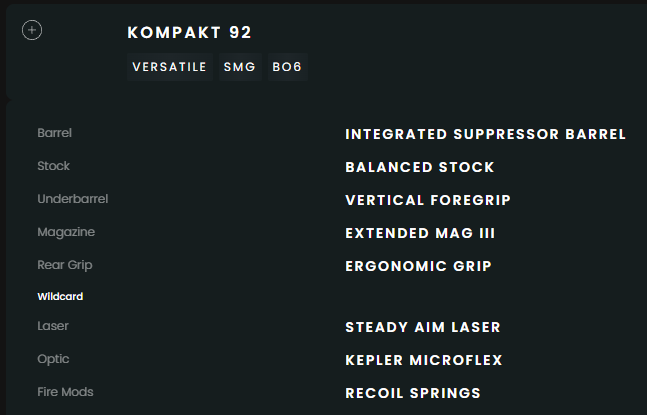 KOMPAKT 92
VERSATILE SMG BO6
Barrel INTEGRATED SUPPRESSOR BARREL
Stock BALANCED STOCK
Underbarrel VERTICAL FOREGRIP
Magazine EXTENDED MAG III
Rear Grip ERGONOMIC GRIP
Wildcard
Laser STEADY AIM LASER
Optic KEPLER MICROFLEX
Fire Mods RECOIL SPRINGS